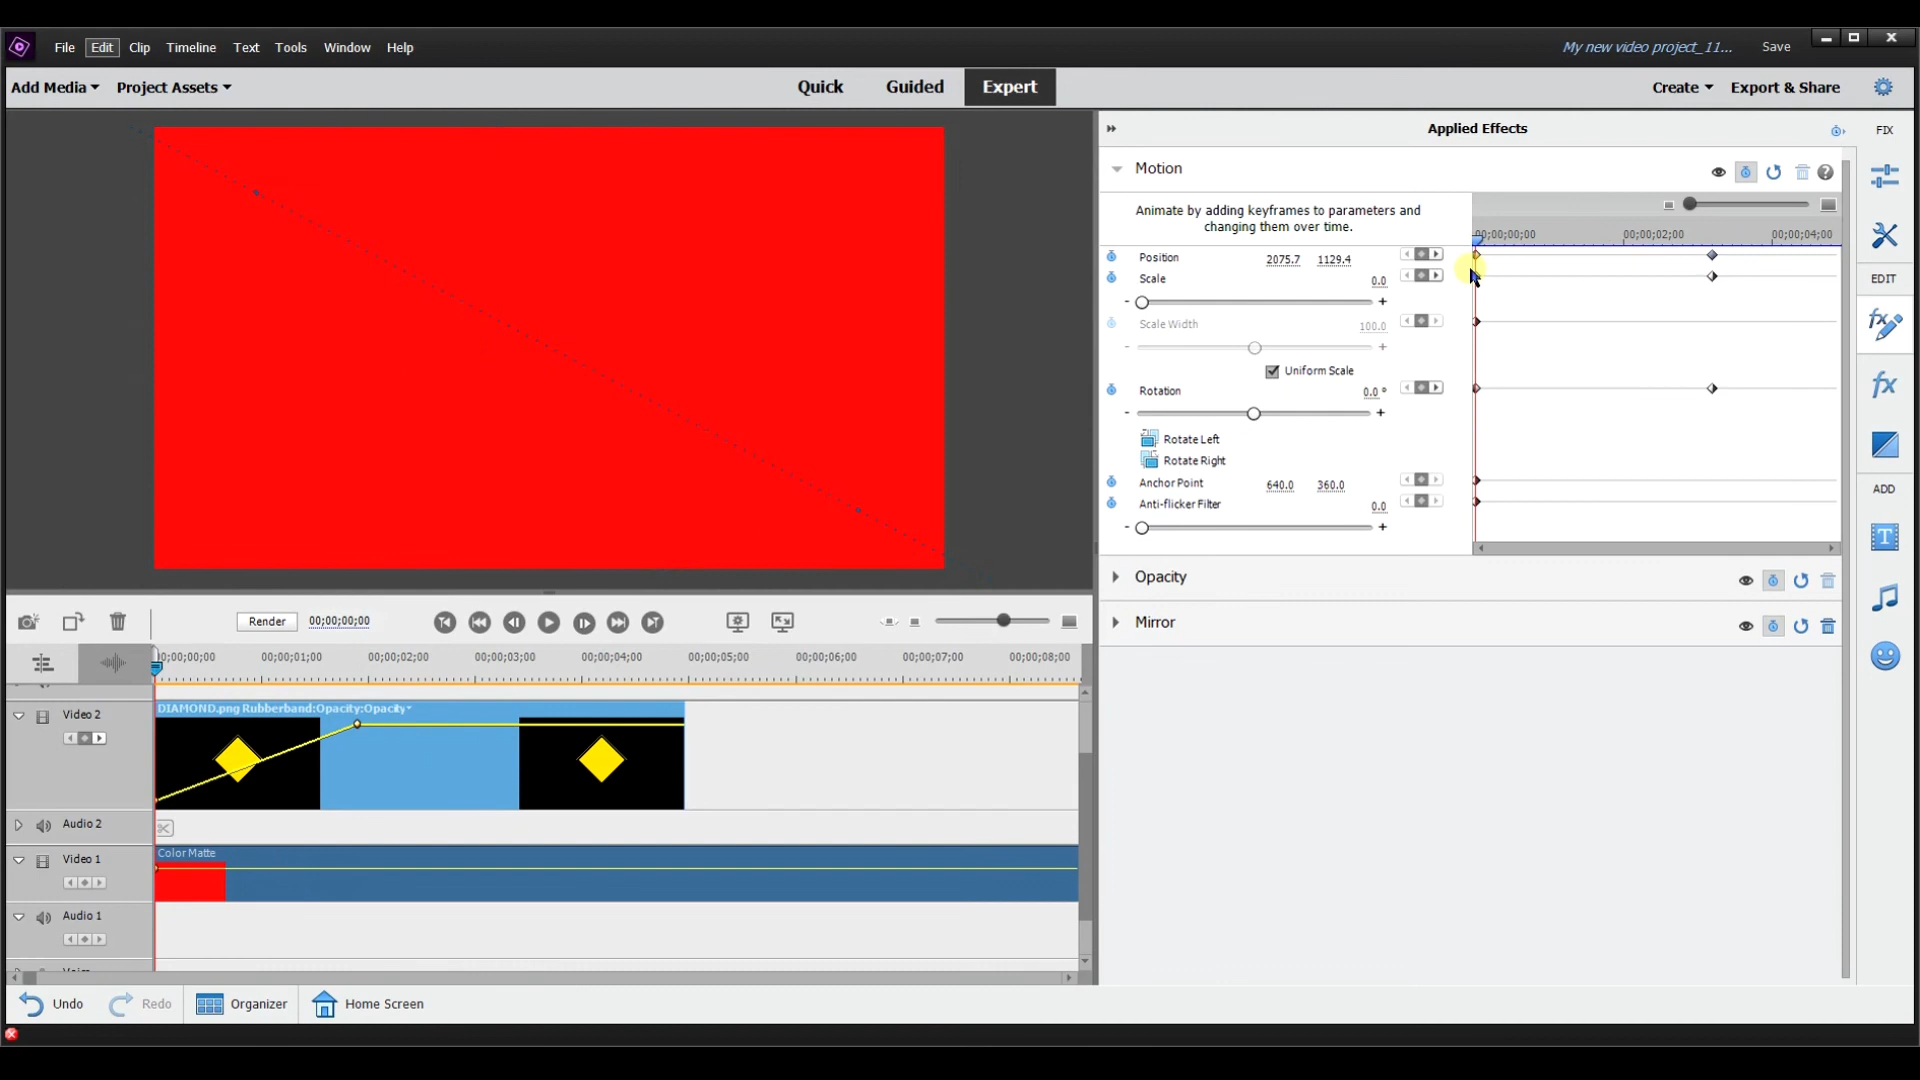 File Edit Clip Timeline Text Tools Window Help
My new video project_11... Save
Add Media Project Assets
Quick Guided Expert
Create Export & Share
Applied Effects
FIX
Motion
Animate by adding keyframes to parameters and
changing them over time.
00;00;00;00 00;00;02;00 00;00;04;00
Position 2075.7 1129.4
Scale 0.0
Scale Width 100.0
Uniform Scale
Rotation 0.0 °
Rotate Left
Rotate Right
Anchor Point 640.0 360.0
Anti-flicker Filter 0.0
EDIT
ADD
Opacity
Mirror
Render 00;00;00;00
00;00;01;00 00;00;02;00 00;00;03;00 00;00;04;00 00;00;05;00 00;00;06;00 00;00;07;00 00;00;08;00
Video 2
DIAMOND.png Rubberband:Opacity:Opacity
Audio 2
Video 1
Color Matte
Audio 1
Undo Redo Organizer Home Screen